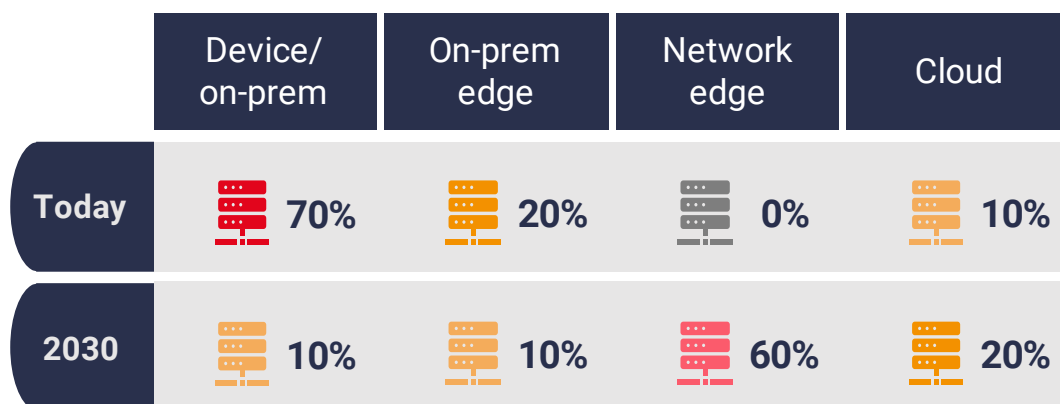 Device/
on-prem
On-prem
edge
Network
edge
Cloud
Today
70%
20%
0%
10%
2030
10%
10%
60%
20%